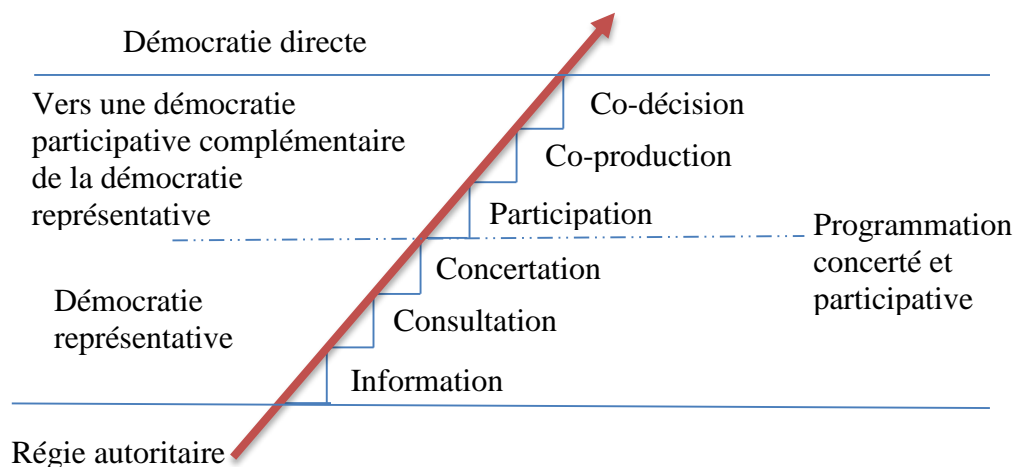 Démocratie directe
Vers une démocratie
participative complémentaire
de la démocratie
représentative
Co-décision
Co-production
Participation
Programmation
concerté et
participative
Concertation
Démocratie
représentative
Consultation
Information
Régie autoritaire